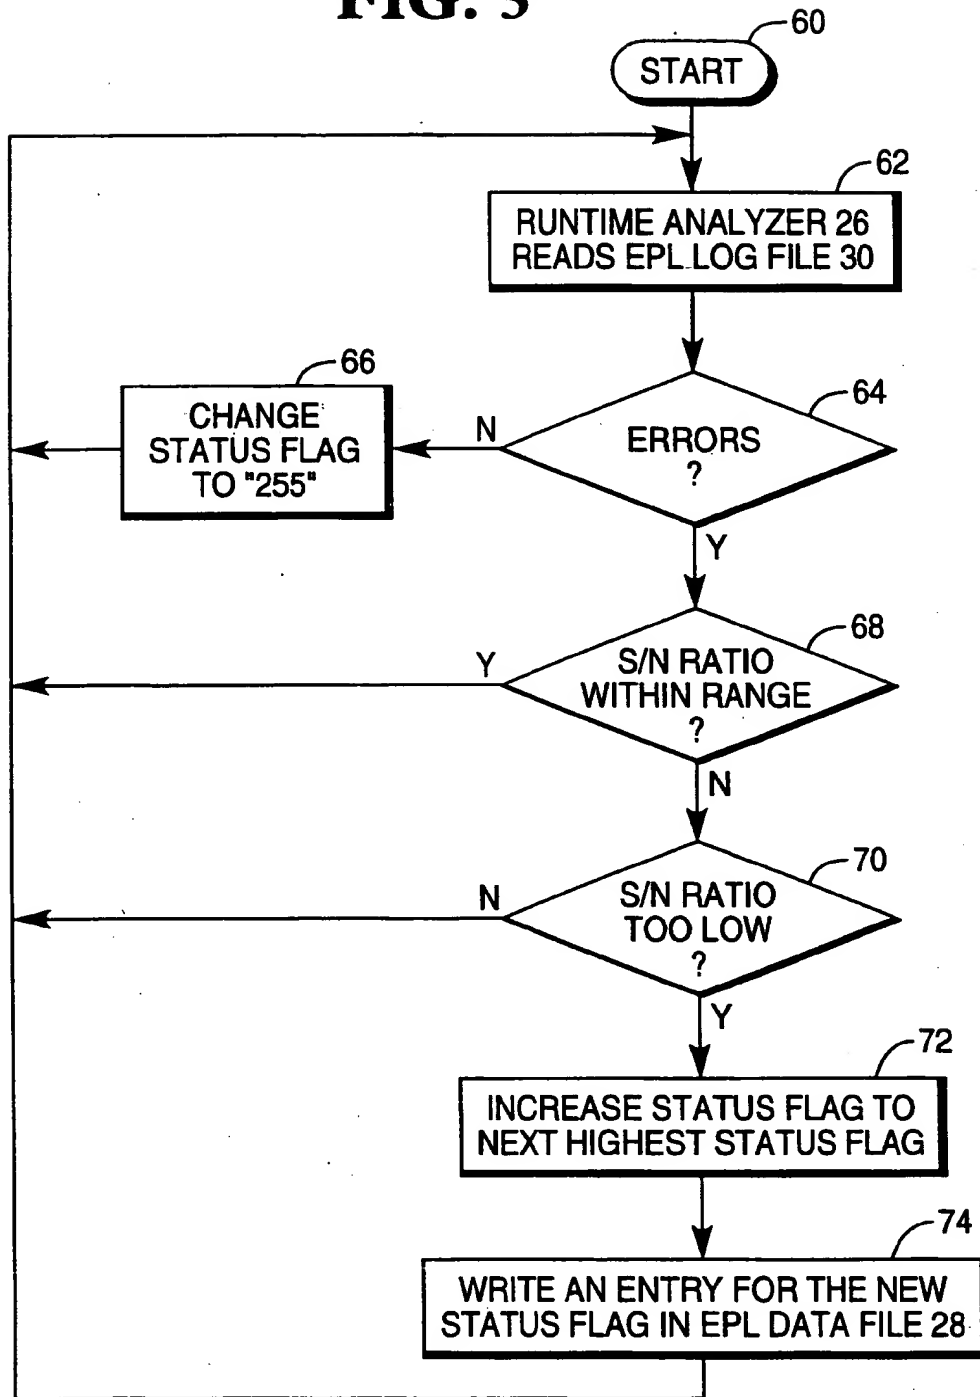 FIG. 3
60
START
62
RUNTIME ANALYZER 26
READS EPL LOG FILE 30
66
CHANGE
STATUS FLAG
TO "255"
N
64
ERRORS
?
Y
68
Y
S/N RATIO
WITHIN RANGE
?
N
70
N
S/N RATIO
TOO LOW
?
Y
72
INCREASE STATUS FLAG TO
NEXT HIGHEST STATUS FLAG
74
WRITE AN ENTRY FOR THE NEW
STATUS FLAG IN EPL DATA FILE 28